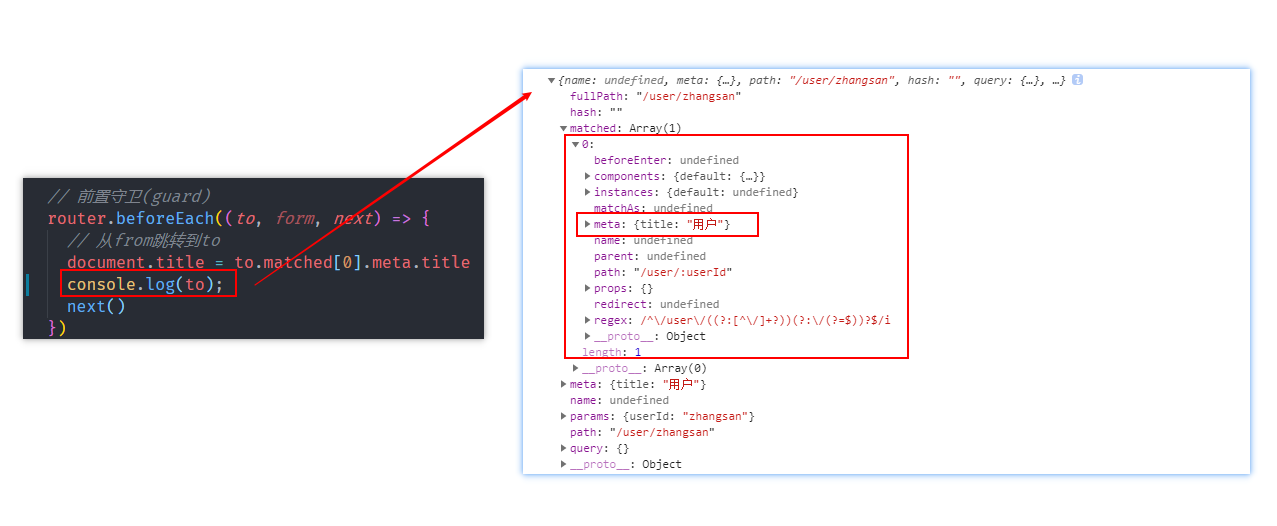 // 前置守卫(guard)
router.beforeEach((to, form, next) => {
// 从from跳转到to
document.title = to.matched[0].meta.title
console.log(to);
next()
})
{name: undefined, meta: {…}, path: "/user/zhangsan", hash: "", query: {…}, …}
fullPath: "/user/zhangsan"
hash: ""
matched: Array(1)
0:
beforeEnter: undefined
components: {default: {…}}
instances: {default: undefined}
matchAs: undefined
meta: {title: "用户"}
name: undefined
parent: undefined
path: "/user/:userId"
props: {}
redirect: undefined
regex: /^\/user\/((?:[^\/]+?))(?:\/(?=$))?$/i
__proto__: Object
length: 1
__proto__: Array(0)
meta: {title: "用户"}
name: undefined
params: {userId: "zhangsan"}
path: "/user/zhangsan"
query: {}
__proto__: Object